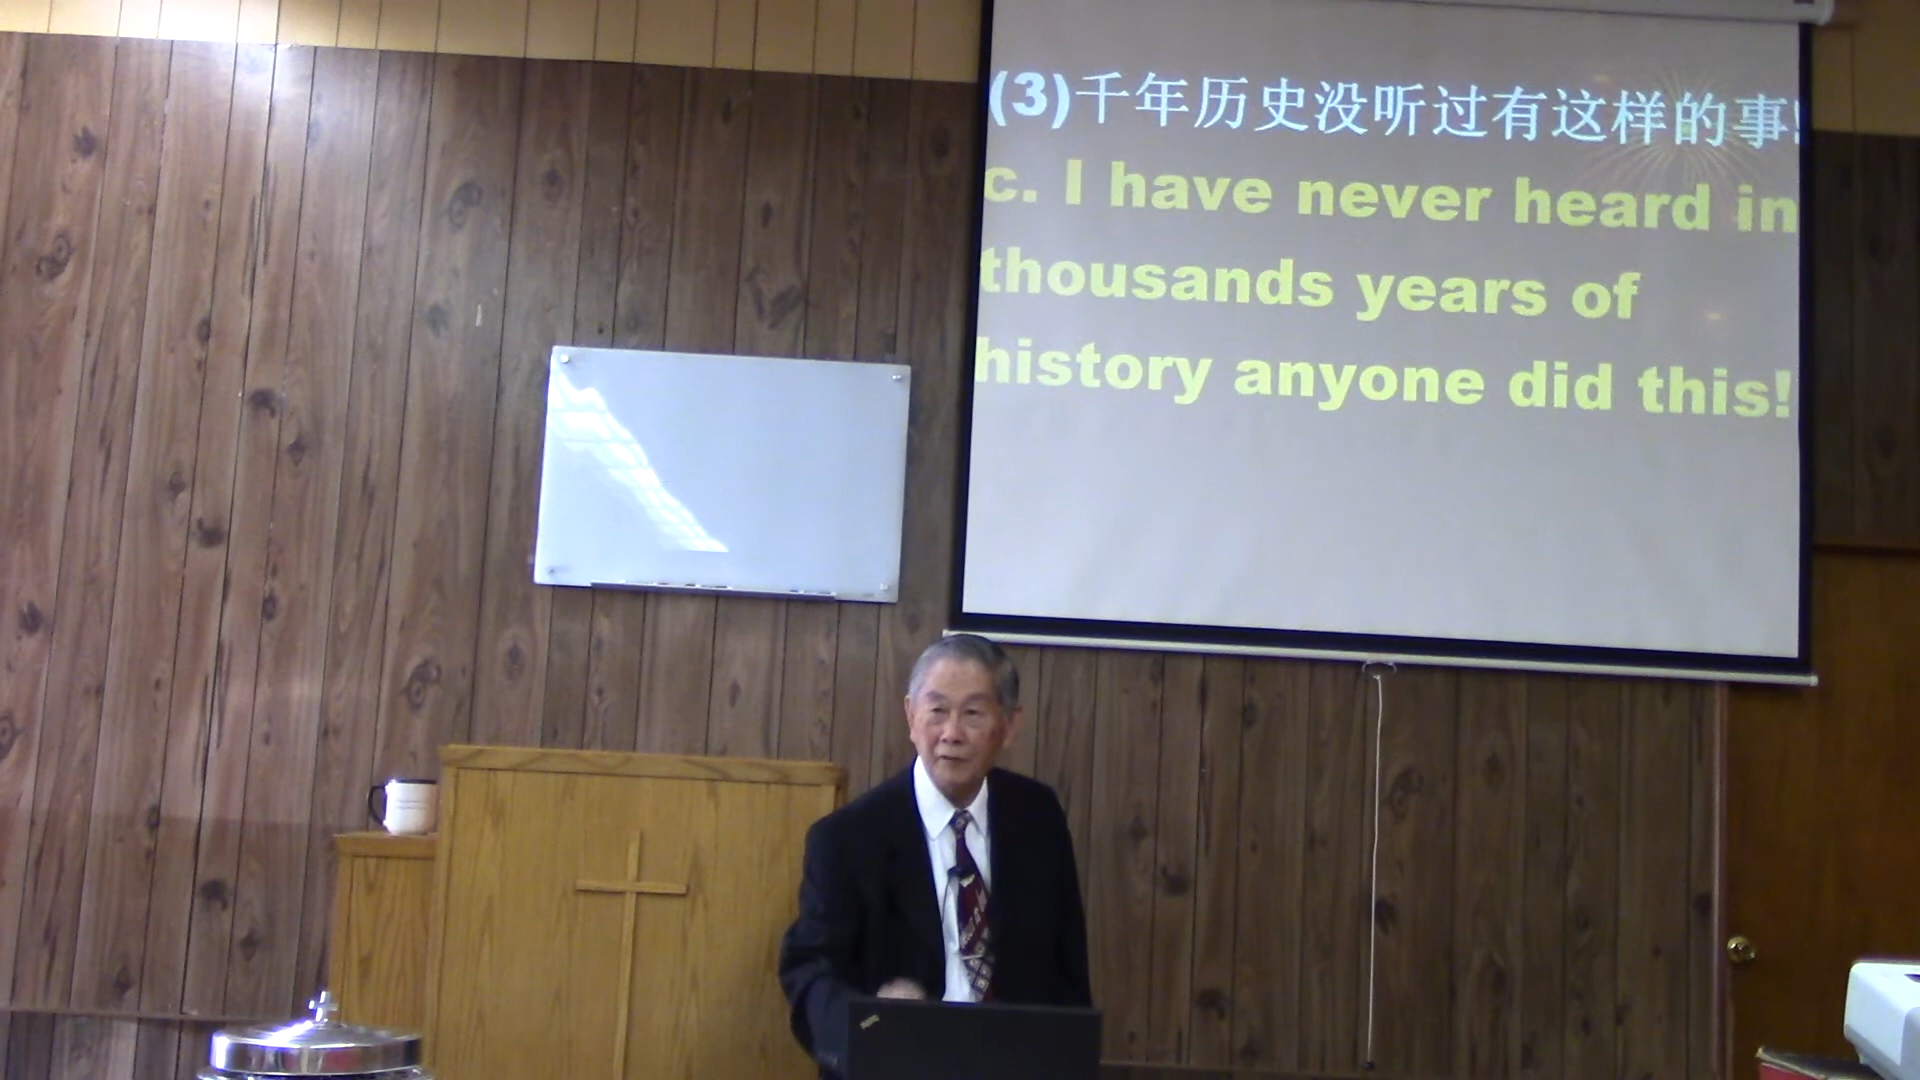 (3)千年历史没听过有这样的事!
c. I have never heard in
thousands years of
history anyone did this!